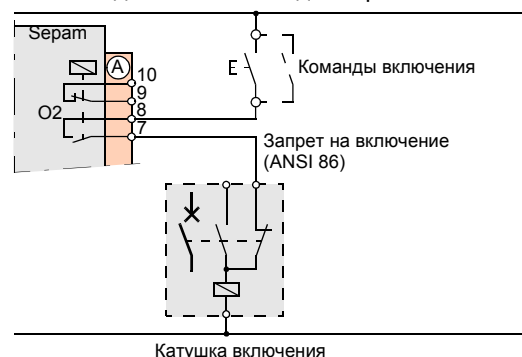 Sepam
A
10
9
O2
8
7
E
Команды включения
Запрет на включение
(ANSI 86)
Катушка включения